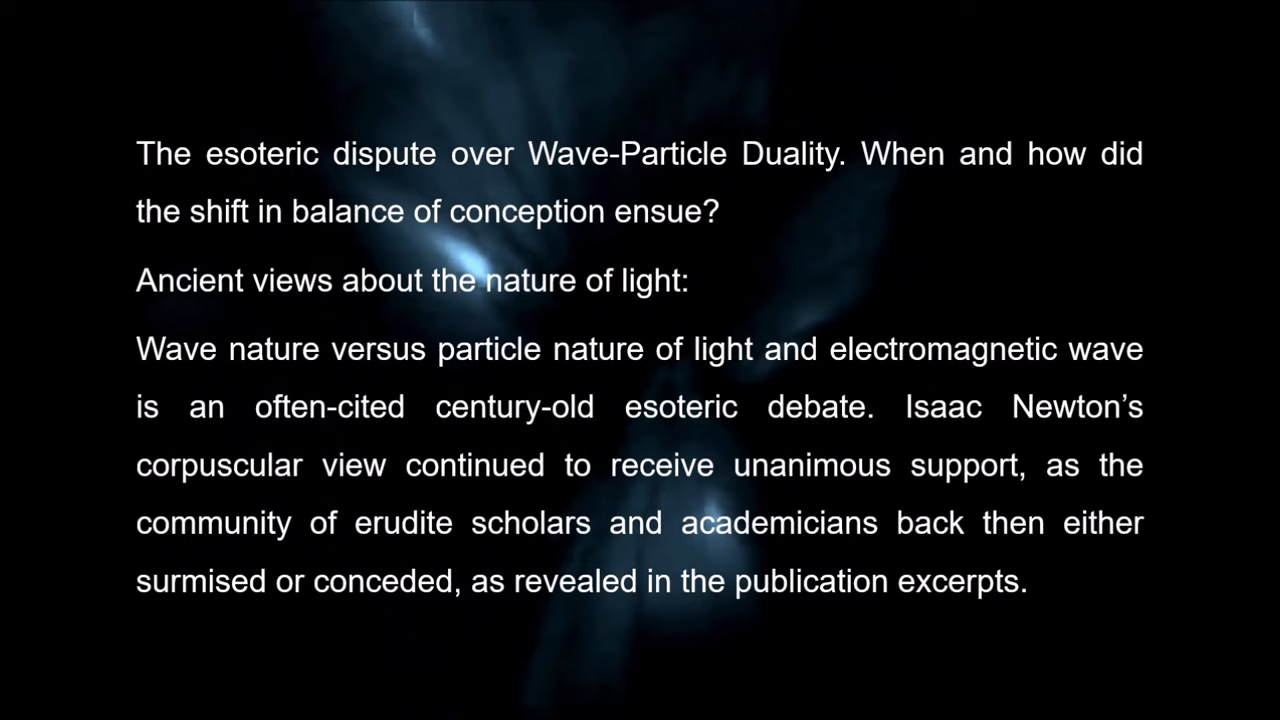 The esoteric dispute over Wave-Particle Duality. When and how did
the shift in balance of conception ensue?
Ancient views about the nature of light:
Wave nature versus particle nature of light and electromagnetic wave
is an often-cited century-old esoteric debate. Isaac Newton’s
corpuscular view continued to receive unanimous support, as the
community of erudite scholars and academicians back then either
surmised or conceded, as revealed in the publication excerpts.